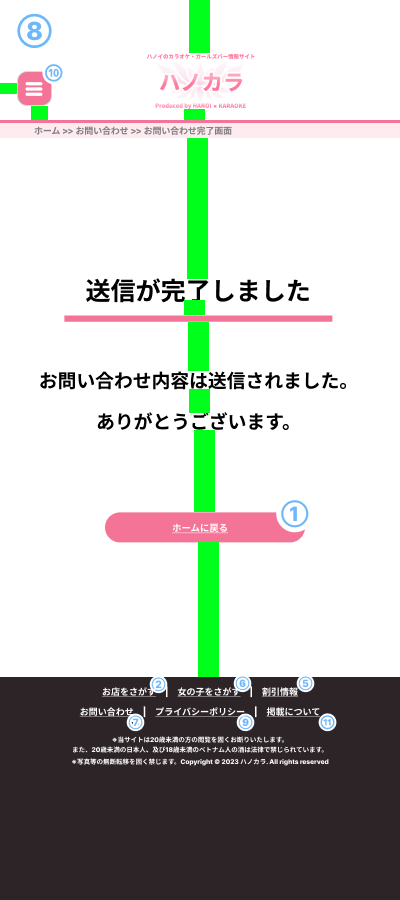 ⑧
⑩
ハノイのカラオケ・ガールズバー情報サイト
ハノカラ
Produced by HANOI × KARAOKE
ホーム >> お問い合わせ >> お問い合わせ完了画面
送信が完了しました
お問い合わせ内容は送信されました。
ありがとうございます。
①
ホームに戻る
② ⑥ ⑤
お店をさがす | 女の子をさがす | 割引情報
お問い合わせ | プライバシーポリシー | 掲載について
⑦ ⑨ ⑪
※当サイトは20歳未満の方の閲覧を固くお断りいたします。
また、20歳未満の日本人、及び18歳未満のベトナム人の酒は法律で禁じられています。
※写真等の無断転移を固く禁じます。Copyright © 2023 ハノカラ. All rights reserved